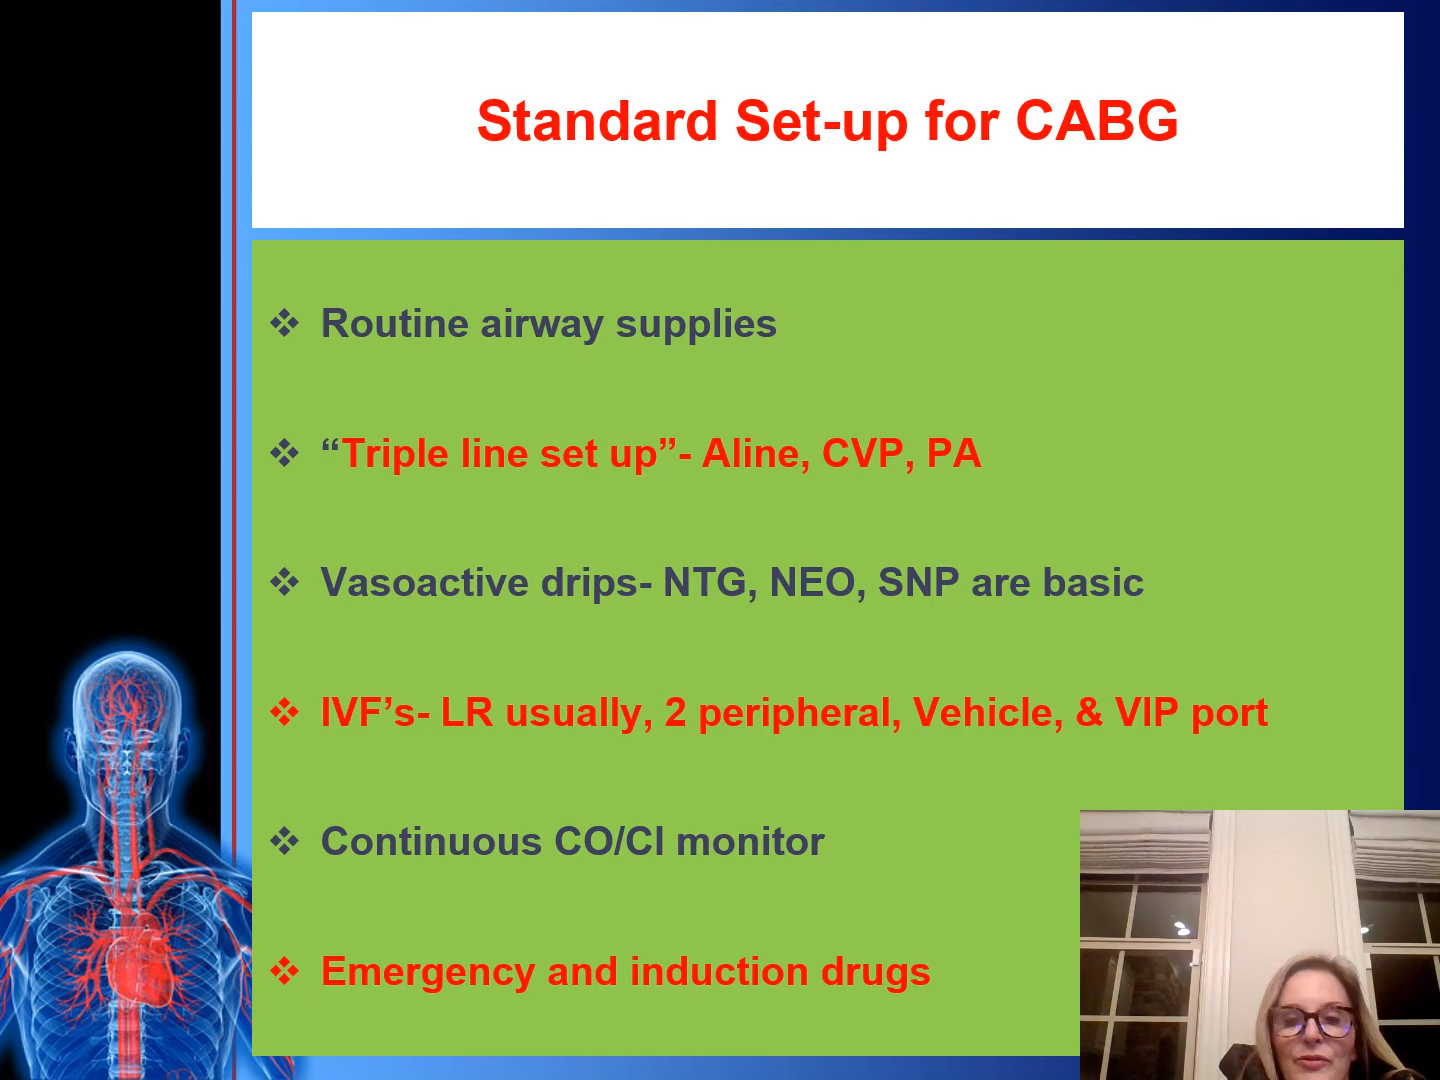 Standard Set-up for CABG
❖ Routine airway supplies
❖ “Triple line set up”- Aline, CVP, PA
❖ Vasoactive drips- NTG, NEO, SNP are basic
❖ IVF’s- LR usually, 2 peripheral, Vehicle, & VIP port
❖ Continuous CO/CI monitor
❖ Emergency and induction drugs